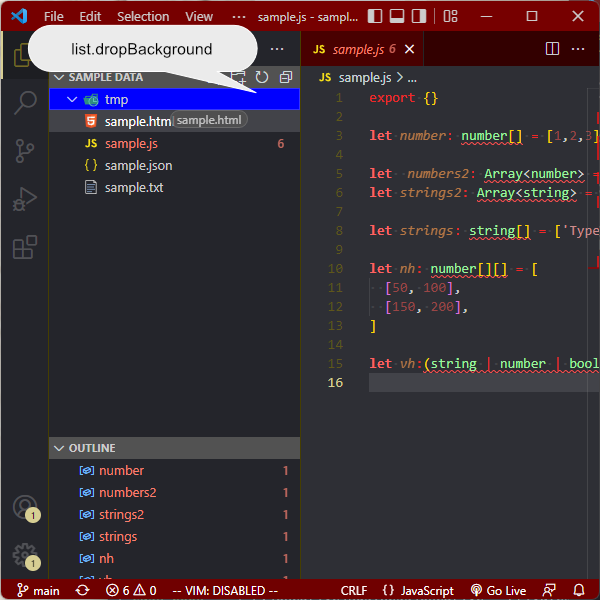 File Edit Selection View ··· sample.js - sampl...
list.dropBackground
SAMPLE DATA
tmp
sample.html
sample.html
sample.js 6
sample.json
sample.txt
OUTLINE
number 1
numbers2 1
strings2 1
strings 1
nh 1
vh 1
JS sample.js 6
JS sample.js > ...
1 export {}
2
3 let number: number[] = [1,2,3]
4
5 let numbers2: Array<number> =
6 let strings2: Array<string> =
7
8 let strings: string[] = ['Type
9
10 let nh: number[][] = [
11 [50, 100],
12 [150, 200],
13 ]
14
15 let vh:(string | number | bool
16
1
1
main 6 0 -- VIM: DISABLED -- CRLF {} JavaScript Go Live